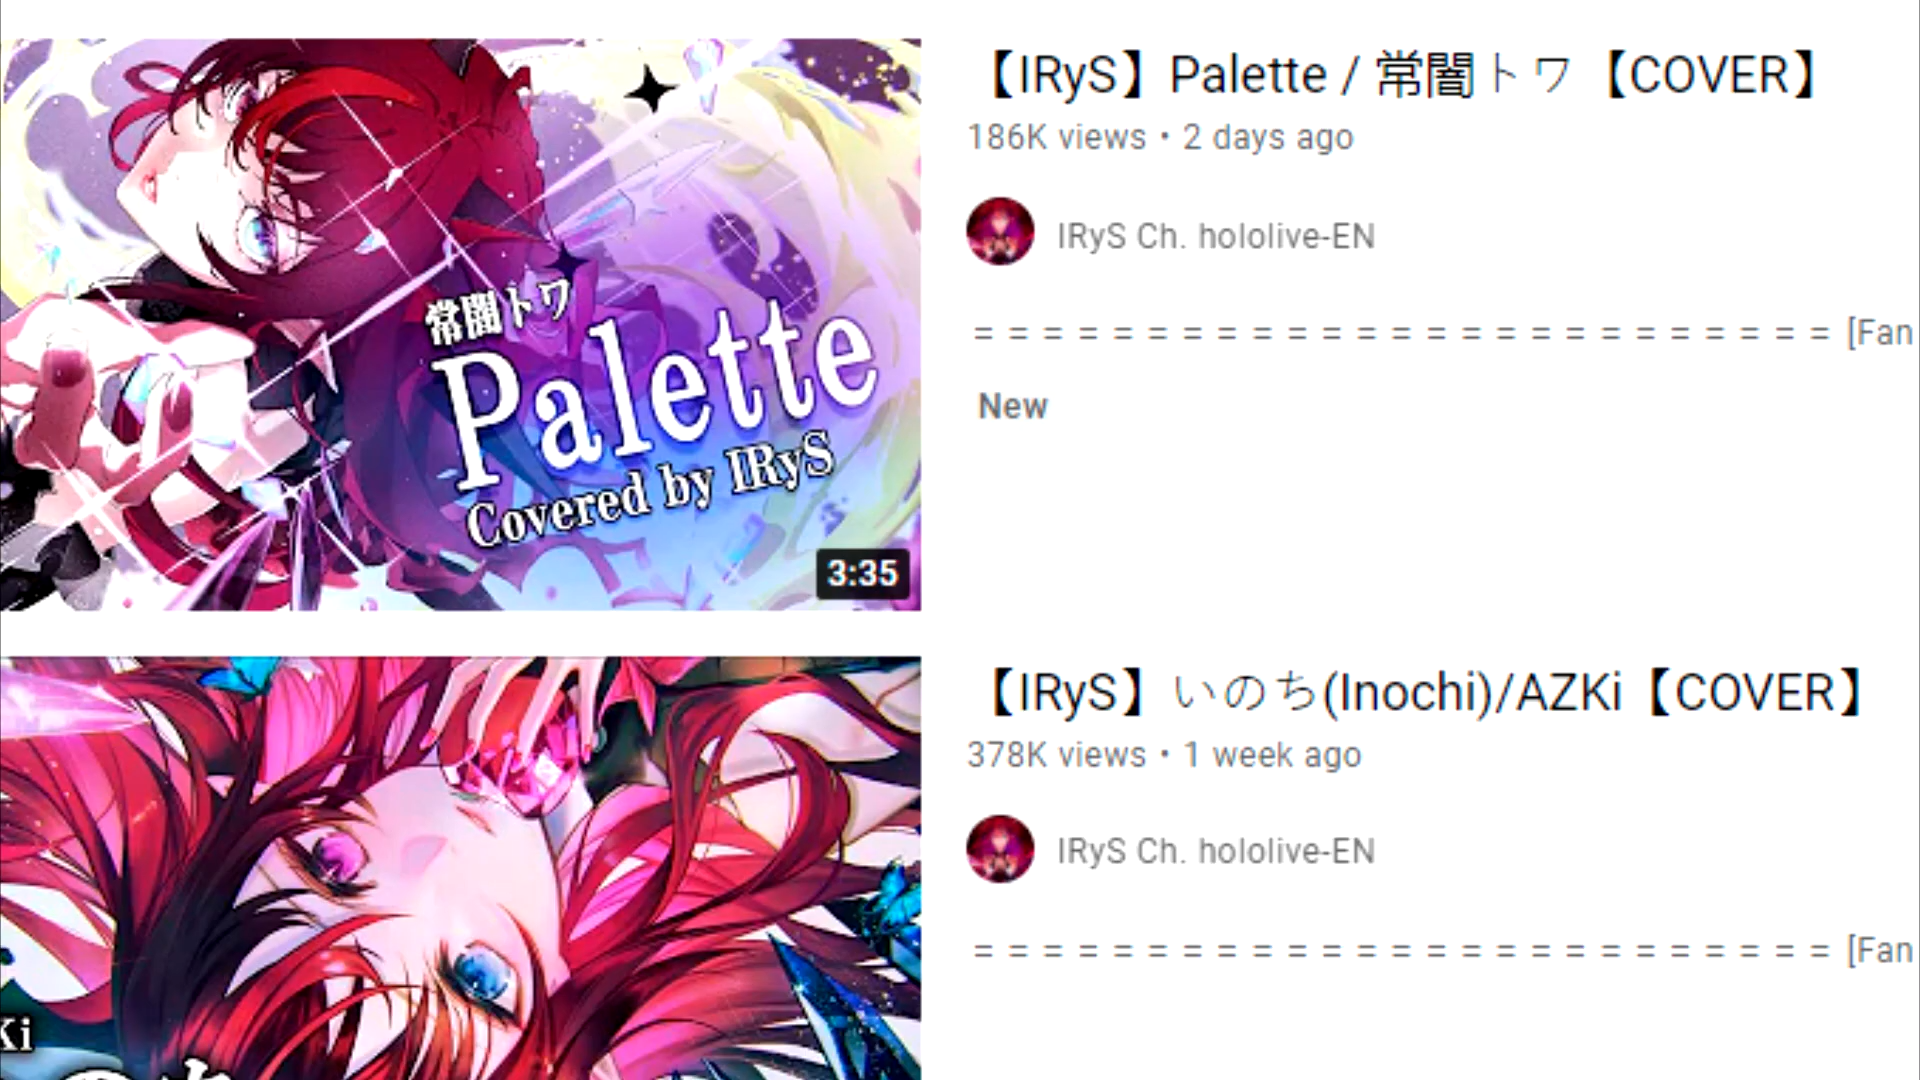 常闇トワ
Palette
Covered by IRyS
3:35
【IRyS】Palette / 常闇トワ【COVER】
186K views • 2 days ago
IRyS Ch. hololive-EN
= = = = = = = = = = = = = = = = = = = = = = = = = [Fan
New
【IRyS】いのち(Inochi)/AZKi【COVER】
378K views • 1 week ago
IRyS Ch. hololive-EN
= = = = = = = = = = = = = = = = = = = = = = = = = [Fan
Ki